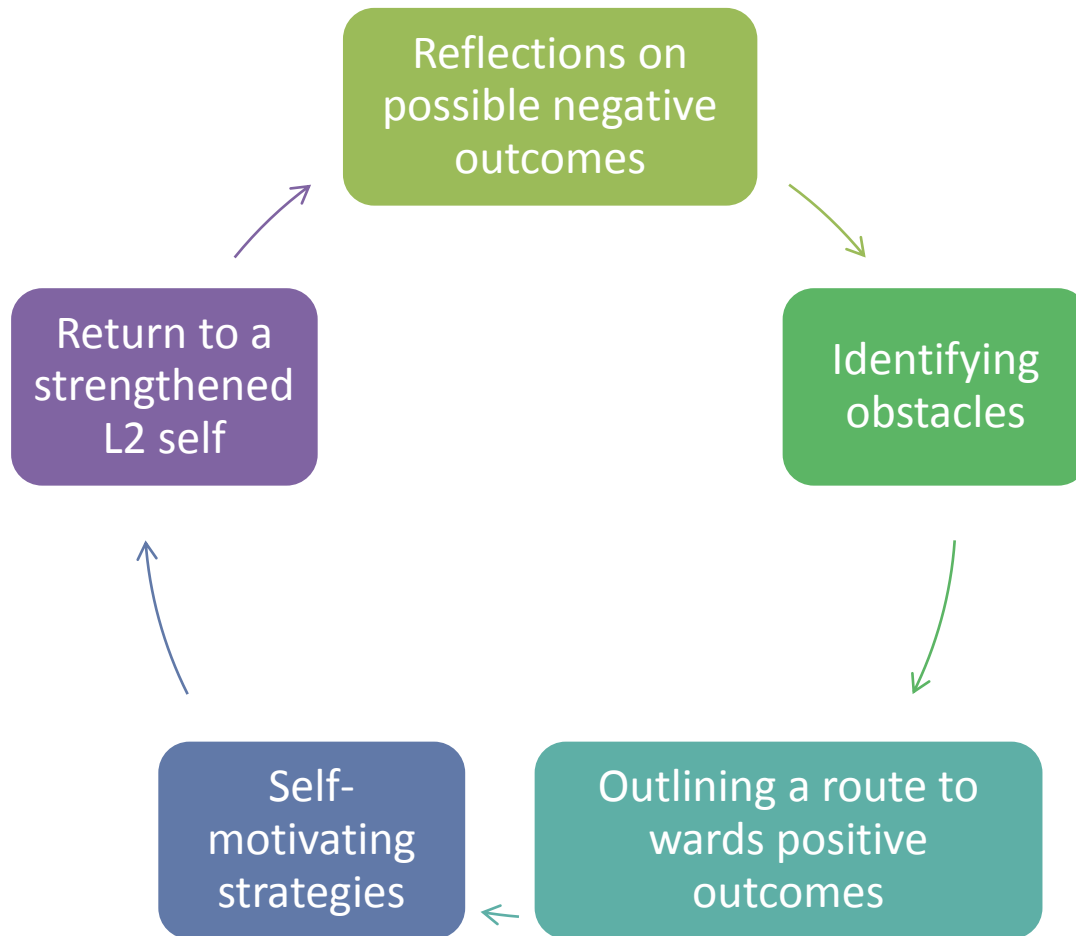 Reflections on
possible negative
outcomes
Identifying
obstacles
Outlining a route to
wards positive
outcomes
Self-
motivating
strategies
Return to a
strengthened
L2 self